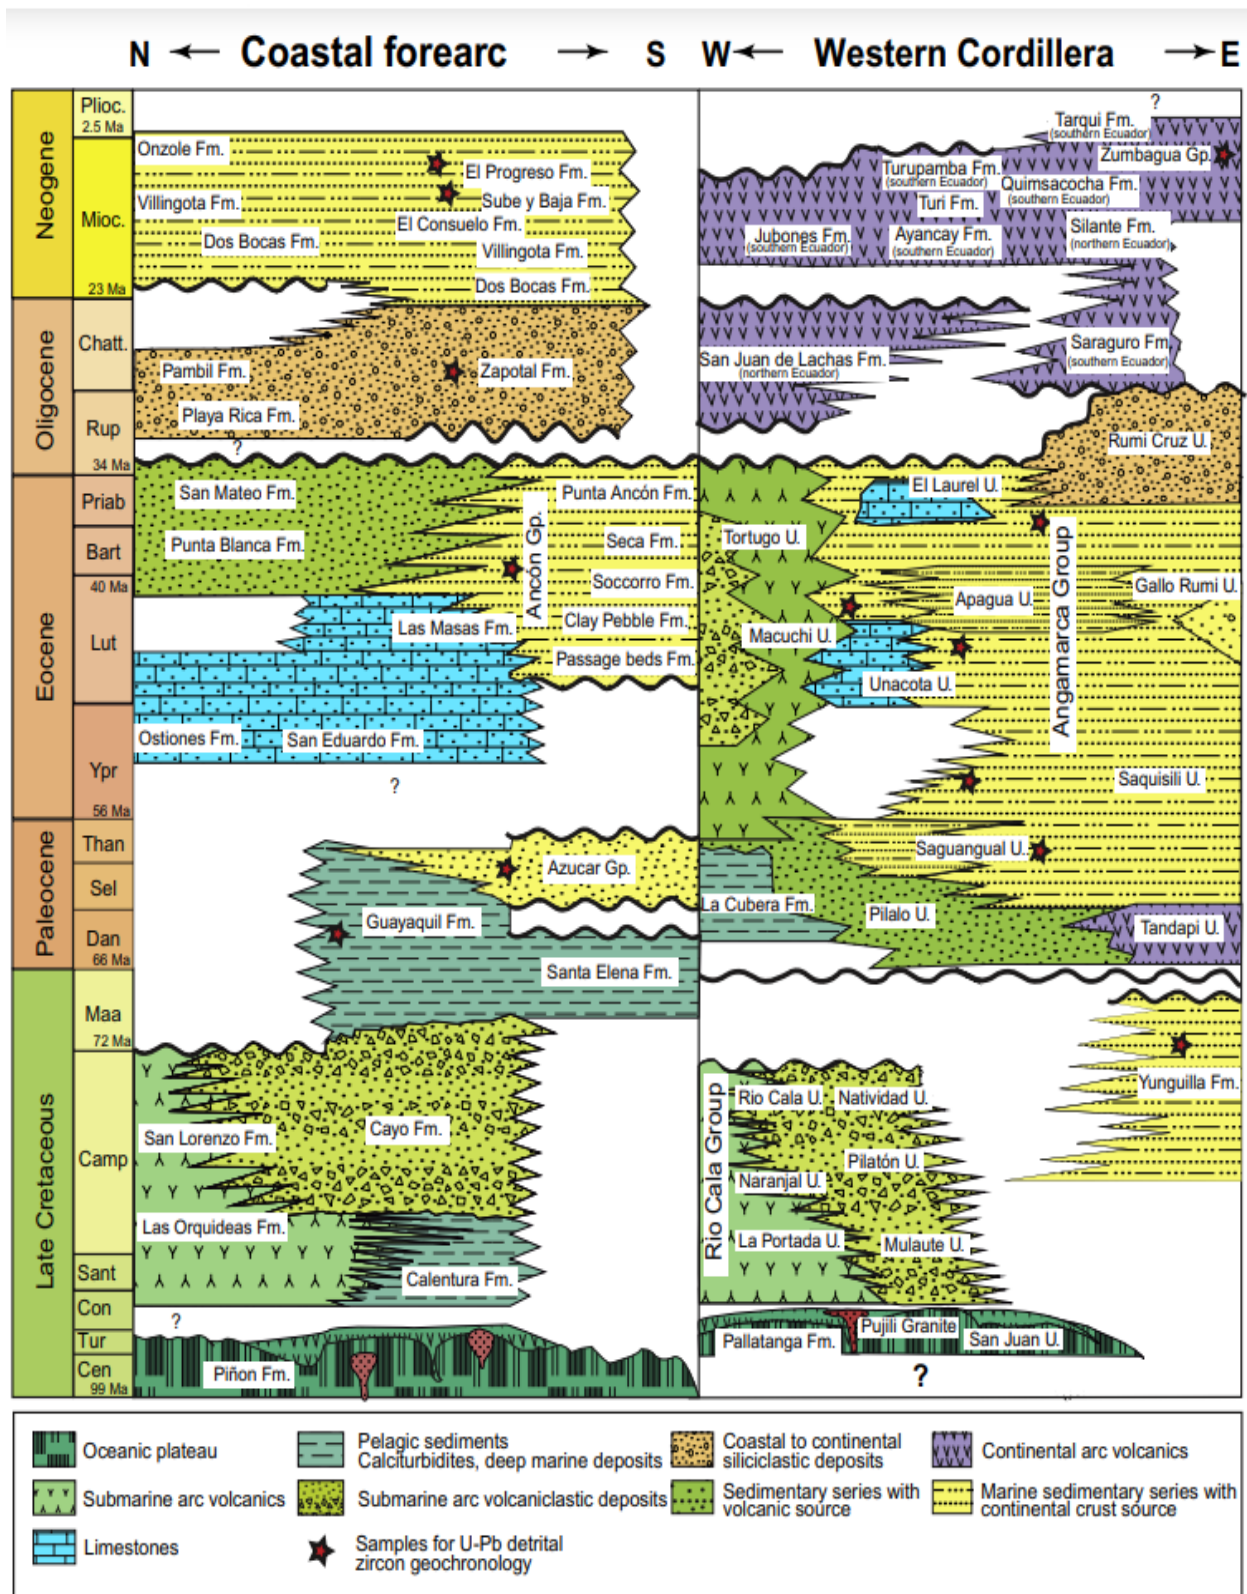 N Coastal forearc S W Western Cordillera E
Neogene
Oligocene
Eocene
Paleocene
Late Cretaceous
Plioc.
2.5 Ma
Mioc.
23 Ma
Chatt.
Rup
34 Ma
Priab
Bart
40 Ma
Lut
Ypr
56 Ma
Than
Sel
Dan
66 Ma
Maa
72 Ma
Camp
Sant
Con
Tur
Cen
99 Ma
Onzole Fm.
El Progreso Fm.
Villingota Fm.
Sube y Baja Fm.
El Consuelo Fm.
Dos Bocas Fm.
Villingota Fm.
Dos Bocas Fm.
Pambil Fm.
Zapotal Fm.
Playa Rica Fm.
?
San Mateo Fm.
Punta Ancón Fm.
Punta Blanca Fm.
Seca Fm.
Ancón Gp.
Soccorro Fm.
Las Masas Fm.
Clay Pebble Fm.
Passage beds Fm.
Ostiones Fm.
San Eduardo Fm.
?
Azucar Gp.
Guayaquil Fm.
Santa Elena Fm.
San Lorenzo Fm.
Cayo Fm.
Las Orquideas Fm.
Calentura Fm.
?
Piñon Fm.
?
Tarqui Fm.
(southern Ecuador)
Zumbagua Gp.
Turupamba Fm.
(southern Ecuador)
Quimsacocha Fm.
(southern Ecuador)
Turi Fm.
Silante Fm.
(northern Ecuador)
Jubones Fm.
(southern Ecuador)
Ayancay Fm.
(southern Ecuador)
San Juan de Lachas Fm.
(northern Ecuador)
Saraguro Fm.
(southern Ecuador)
Rumi Cruz U.
El Laurel U.
Tortugo U.
Angamarca Group
Gallo Rumi U.
Apagua U.
Macuchi U.
Unacota U.
Saquisili U.
Saguangual U.
La Cubera Fm.
Pilalo U.
Tandapi U.
Yunguilla Fm.
Rio Cala Group
Rio Cala U.
Natividad U.
Pilatón U.
Naranjal U.
La Portada U.
Mulaute U.
Pallatanga Fm.
Pujili Granite
San Juan U.
?
Oceanic plateau
Pelagic sediments
Calciturbidites, deep marine deposits
Coastal to continental
siliciclastic deposits
Continental arc volcanics
Submarine arc volcanics
Submarine arc volcaniclastic deposits
Sedimentary series with
volcanic source
Marine sedimentary series with
continental crust source
Limestones
Samples for U-Pb detrital
zircon geochronology